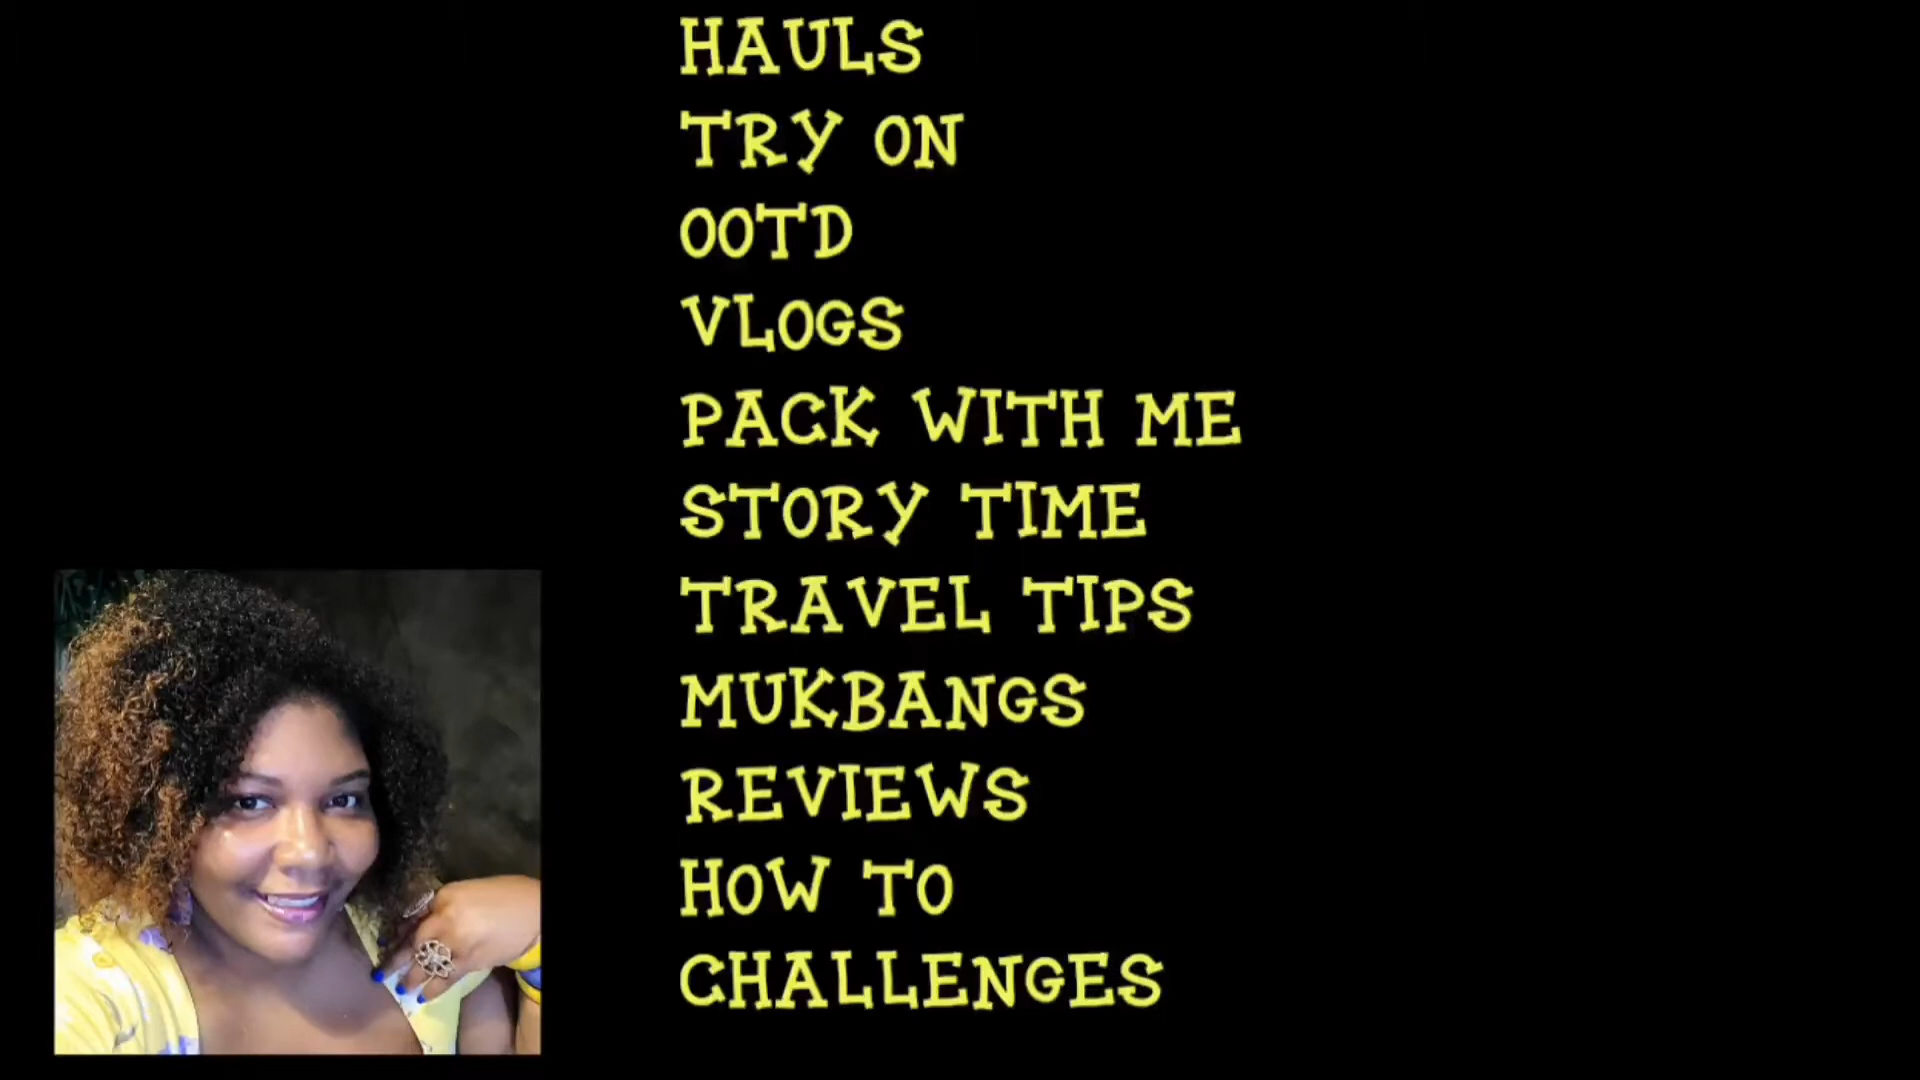 HAULS
TRY ON
OOTD
VLOGS
PACK WITH ME
STORY TIME
TRAVEL TIPS
MUKBANGS
REVIEWS
HOW TO
CHALLENGES